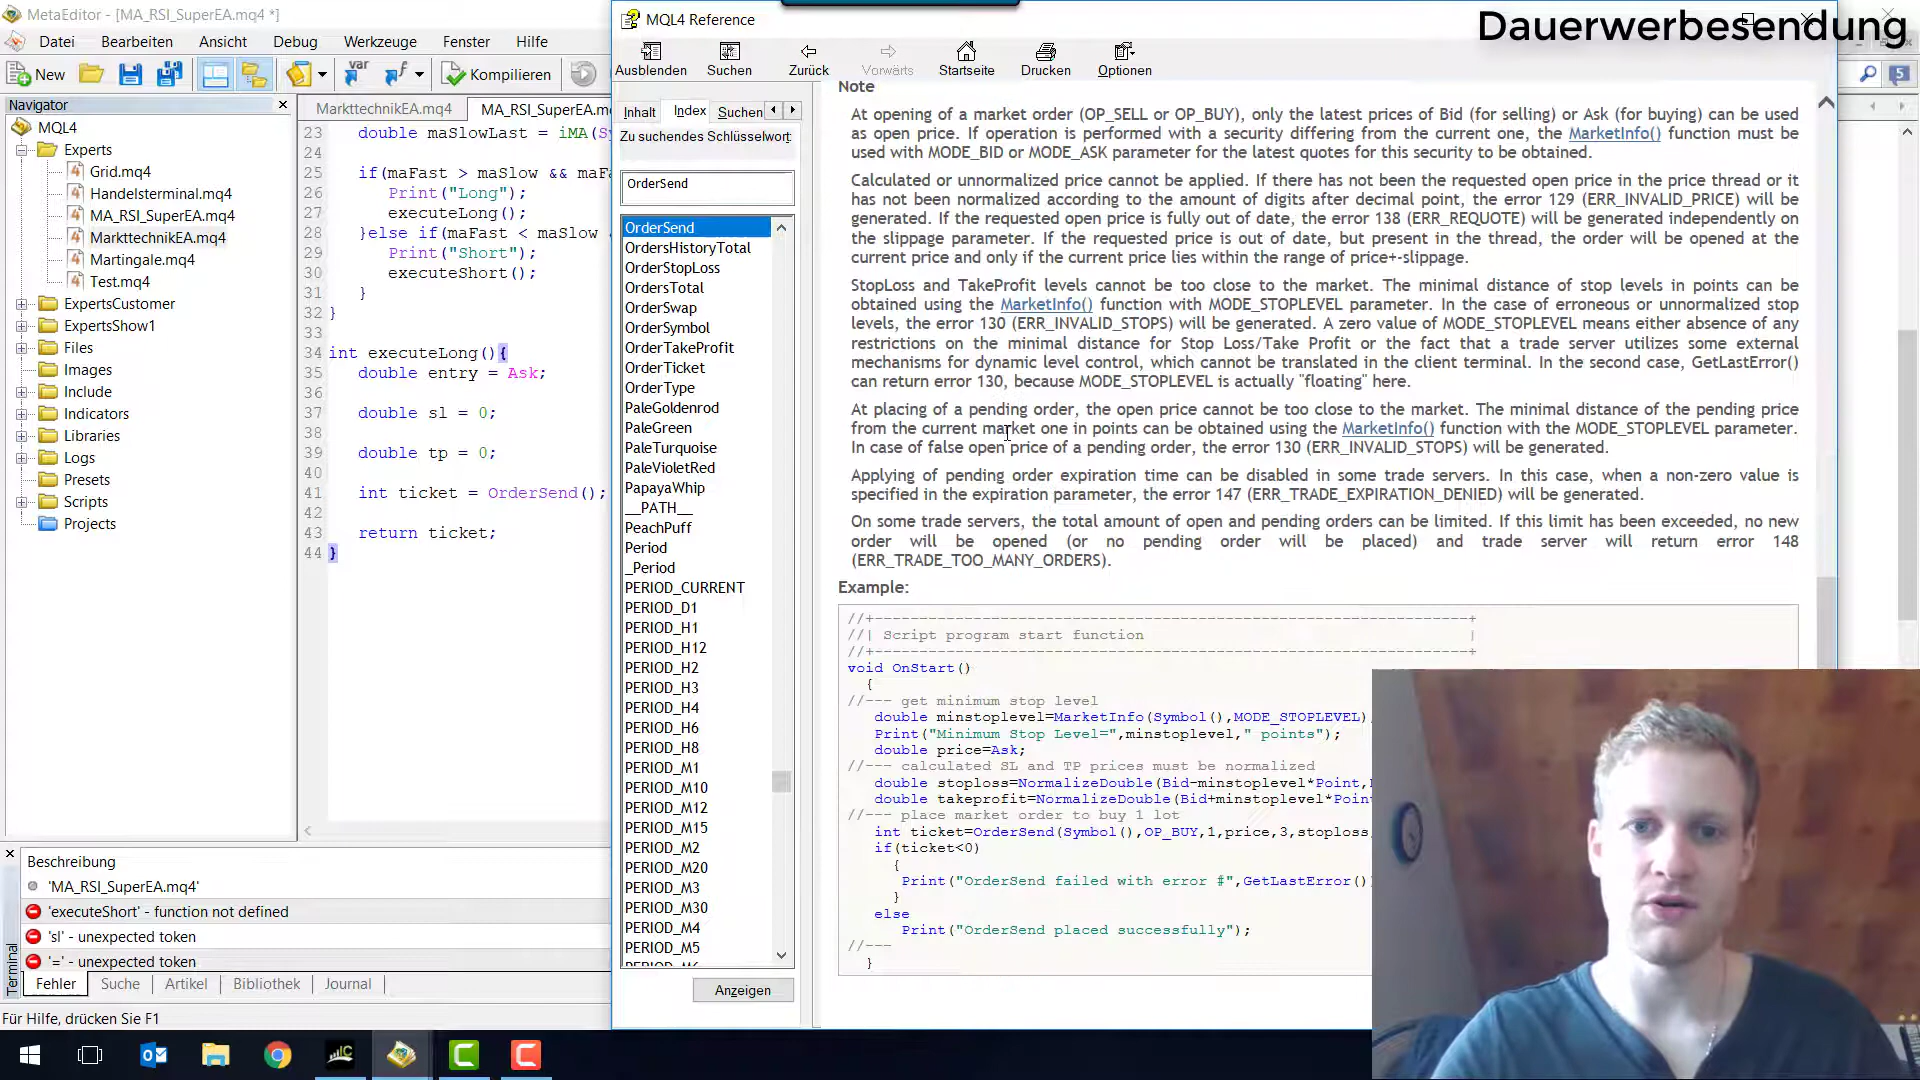 MetaEditor - [MA_RSI_SuperEA.mq4 *]
Datei Bearbeiten Ansicht Debug Werkzeuge Fenster Hilfe
New var f Kompilieren 5
Navigator
MQL4
Experts
Grid.mq4
Handelsterminal.mq4
MA_RSI_SuperEA.mq4
MarkttechnikEA.mq4
Martingale.mq4
Test.mq4
ExpertsCustomer
ExpertsShow1
Files
Images
Include
Indicators
Libraries
Logs
Presets
Scripts
Projects
MarkttechnikEA.mq4 MA_RSI_SuperEA.m
23 double maSlowLast = iMA(Sy
24
25 if(maFast > maSlow && maFa
26 Print("Long");
27 executeLong();
28 }else if(maFast < maSlow
29 Print("Short");
30 executeShort();
31 }
32 }
33
34 int executeLong(){
35 double entry = Ask;
36
37 double sl = 0;
38
39 double tp = 0;
40
41 int ticket = OrderSend();
42
43 return ticket;
44 }
MQL4 Reference
Dauerwerbesendung
Ausblenden Suchen Zurück Vorwärts Startseite Drucken Optionen
Inhalt Index Suchen
Zu suchendes Schlüsselwort:
OrderSend
OrderSend
OrdersHistoryTotal
OrderStopLoss
OrdersTotal
OrderSwap
OrderSymbol
OrderTakeProfit
OrderTicket
OrderType
PaleGoldenrod
PaleGreen
PaleTurquoise
PaleVioletRed
PapayaWhip
__PATH__
PeachPuff
Period
_Period
PERIOD_CURRENT
PERIOD_D1
PERIOD_H1
PERIOD_H12
PERIOD_H2
PERIOD_H3
PERIOD_H4
PERIOD_H6
PERIOD_H8
PERIOD_M1
PERIOD_M10
PERIOD_M12
PERIOD_M15
PERIOD_M2
PERIOD_M20
PERIOD_M3
PERIOD_M30
PERIOD_M4
PERIOD_M5
Anzeigen
Note
At opening of a market order (OP_SELL or OP_BUY), only the latest prices of Bid (for selling) or Ask (for buying) can be used
as open price. If operation is performed with a security differing from the current one, the MarketInfo() function must be
used with MODE_BID or MODE_ASK parameter for the latest quotes for this security to be obtained.
Calculated or unnormalized price cannot be applied. If there has not been the requested open price in the price thread or it
has not been normalized according to the amount of digits after decimal point, the error 129 (ERR_INVALID_PRICE) will be
generated. If the requested open price is fully out of date, the error 138 (ERR_REQUOTE) will be generated independently on
the slippage parameter. If the requested price is out of date, but present in the thread, the order will be opened at the
current price and only if the current price lies within the range of price+-slippage.
StopLoss and TakeProfit levels cannot be too close to the market. The minimal distance of stop levels in points can be
obtained using the MarketInfo() function with MODE_STOPLEVEL parameter. In the case of erroneous or unnormalized stop
levels, the error 130 (ERR_INVALID_STOPS) will be generated. A zero value of MODE_STOPLEVEL means either absence of any
restrictions on the minimal distance for Stop Loss/Take Profit or the fact that a trade server utilizes some external
mechanisms for dynamic level control, which cannot be translated in the client terminal. In the second case, GetLastError()
can return error 130, because MODE_STOPLEVEL is actually "floating" here.
At placing of a pending order, the open price cannot be too close to the market. The minimal distance of the pending price
from the current market one in points can be obtained using the MarketInfo() function with the MODE_STOPLEVEL parameter.
In case of false open price of a pending order, the error 130 (ERR_INVALID_STOPS) will be generated.
Applying of pending order expiration time can be disabled in some trade servers. In this case, when a non-zero value is
specified in the expiration parameter, the error 147 (ERR_TRADE_EXPIRATION_DENIED) will be generated.
On some trade servers, the total amount of open and pending orders can be limited. If this limit has been exceeded, no new
order will be opened (or no pending order will be placed) and trade server will return error 148
(ERR_TRADE_TOO_MANY_ORDERS).
Example:
//+------------------------------------------------------------------+
//| Script program start function |
//+------------------------------------------------------------------+
void OnStart()
{
//--- get minimum stop level
double minstoplevel=MarketInfo(Symbol(),MODE_STOPLEVEL)
Print("Minimum Stop Level=",minstoplevel," points");
double price=Ask;
//--- calculated SL and TP prices must be normalized
double stoploss=NormalizeDouble(Bid-minstoplevel*Point,
double takeprofit=NormalizeDouble(Bid+minstoplevel*Poin
//--- place market order to buy 1 lot
int ticket=OrderSend(Symbol(),OP_BUY,1,price,3,stoploss,
if(ticket<0)
{
Print("OrderSend failed with error #",GetLastError()
}
else
Print("OrderSend placed successfully");
//---
}
Beschreibung
'MA_RSI_SuperEA.mq4'
'executeShort' - function not defined
'sl' - unexpected token
'=' - unexpected token
Terminal
Fehler Suche Artikel Bibliothek Journal
Für Hilfe, drücken Sie F1